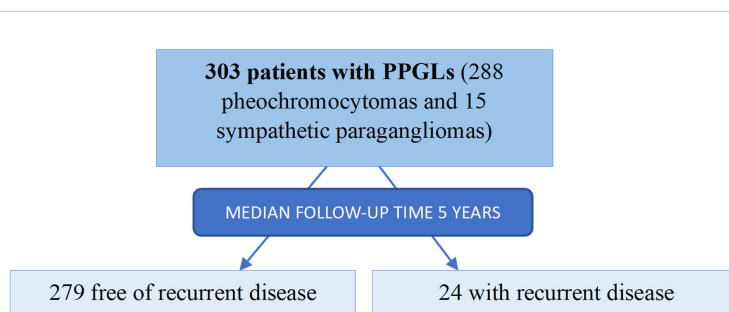 303 patients with PPGLs (288
pheochromocytomas and 15
sympathetic paragangliomas)
MEDIAN FOLLOW-UP TIME 5 YEARS
279 free of recurrent disease
24 with recurrent disease